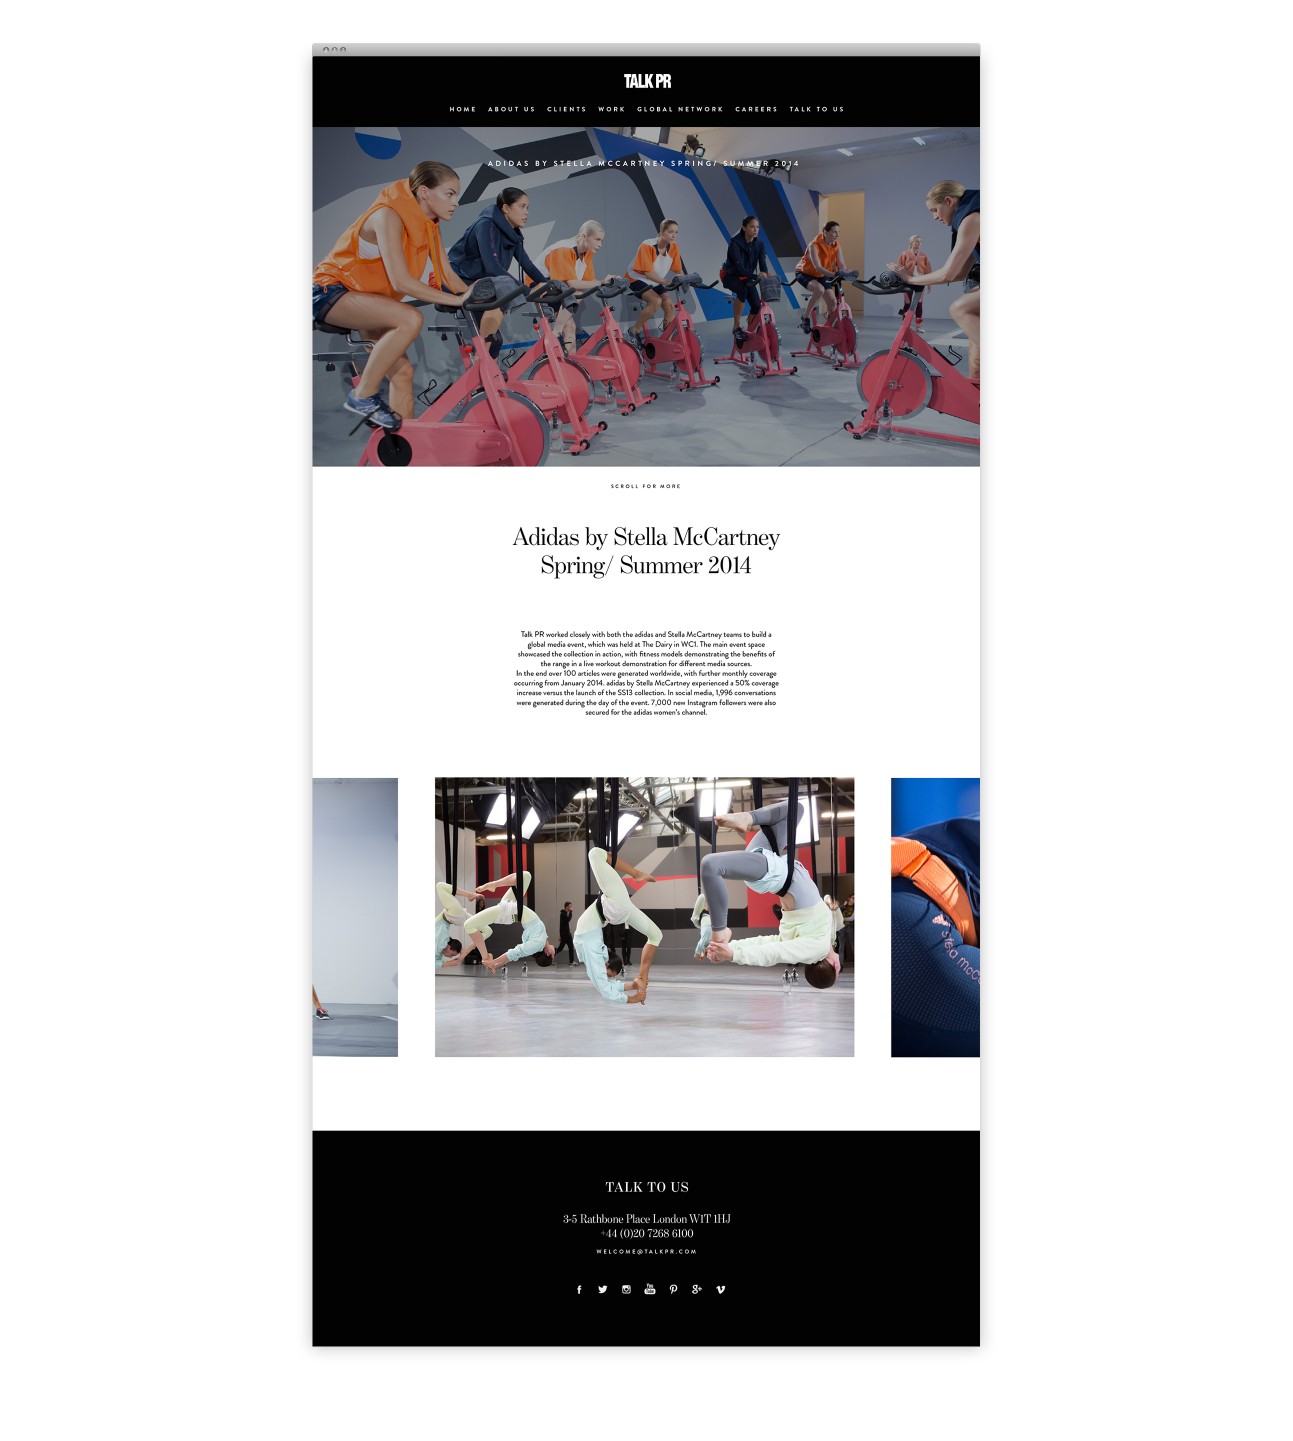 TALK PR
HOME ABOUT US CLIENTS WORK GLOBAL NETWORK CAREERS TALK TO US
ADIDAS BY STELLA MCCARTNEY SPRING/ SUMMER 2014
SCROLL FOR MORE
Adidas by Stella McCartney
Spring/ Summer 2014
Talk PR worked closely with both the adidas and Stella McCartney teams to build a
global media event, which was held at The Dairy in WC1. The main event space
showcased the collection in action, with fitness models demonstrating the benefits of
the range in a live workout demonstration for different media sources.
In the end over 100 articles were generated worldwide, with further monthly coverage
occurring from January 2014. adidas by Stella McCartney experienced a 50% coverage
increase versus the launch of the SS13 collection. In social media, 1,996 conversations
were generated during the day of the event. 7,000 new Instagram followers were also
secured for the adidas women's channel.
TALK TO US
3-5 Rathbone Place London W1T 1HJ
+44 (0)20 7268 6100
WELCOME@TALKPR.COM
You
Tube